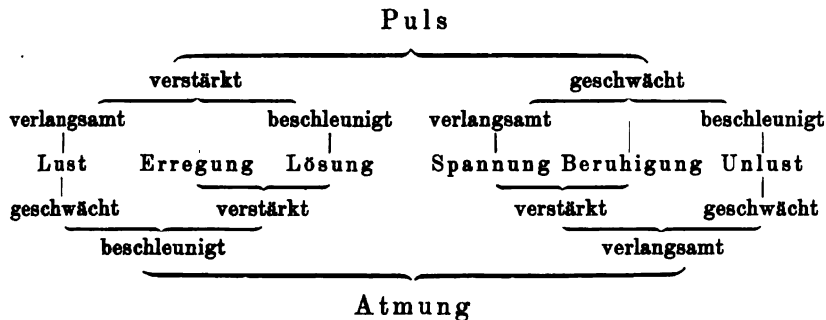 Puls
verstärkt geschwächt
verlangsamt beschleunigt verlangsamt beschleunigt
Lust Erregung Lösung Spannung Beruhigung Unlust
geschwächt verstärkt verstärkt geschwächt
beschleunigt verlangsamt
Atmung